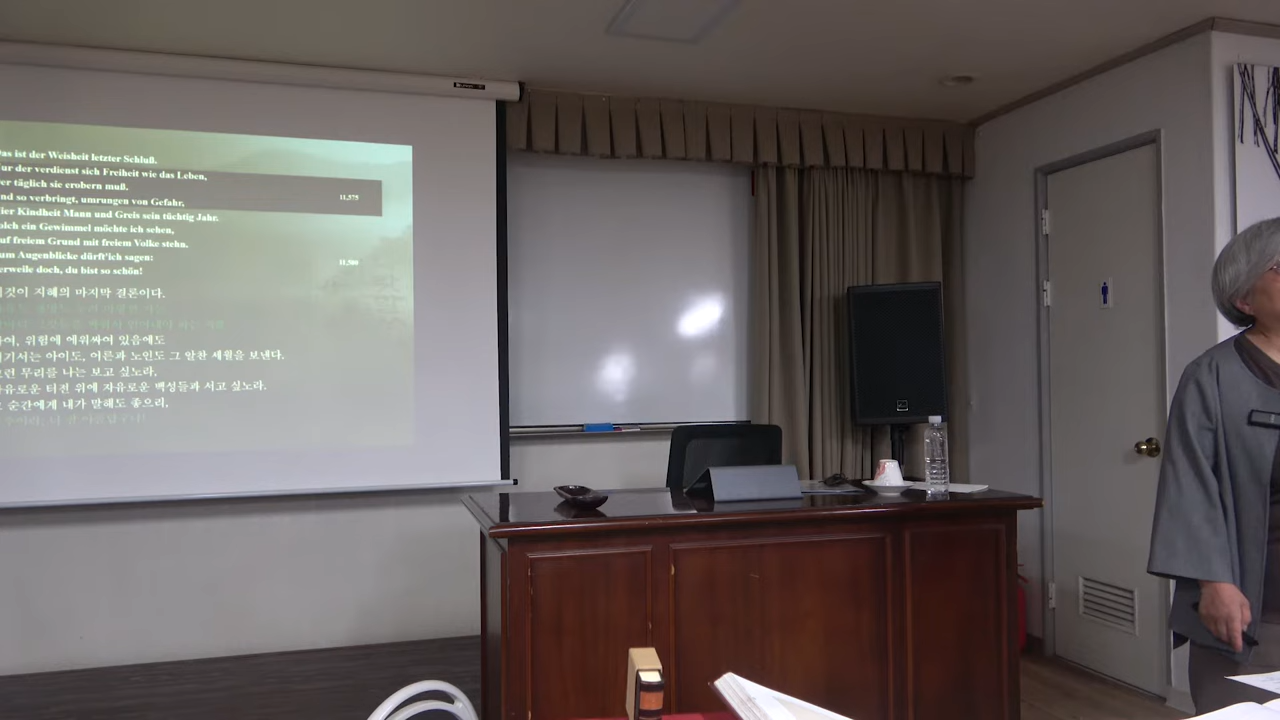 as ist der Weisheit letzter Schluß.
ur der verdienst sich Freiheit wie das Leben,
er täglich sie erobern muß.
nd so verbringt, umrungen von Gefahr, 11,575
ier Kindheit Mann und Greis sein tüchtig Jahr.
olch ein Gewimmel möchte ich sehen,
uf freiem Grund mit freiem Volke stehn.
um Augenblicke dürft'ich sagen:
erweile doch, du bist so schön! 11,580
것이 지혜의 마지막 결론이다.
여, 위험에 에워싸여 있음에도
기서는 아이도, 어른과 노인도 그 알찬 세월을 보낸다.
런 무리를 나는 보고 싶노라,
유로운 터전 위에 자유로운 백성들과 서고 싶노라.
순간에게 내가 말해도 좋으리,